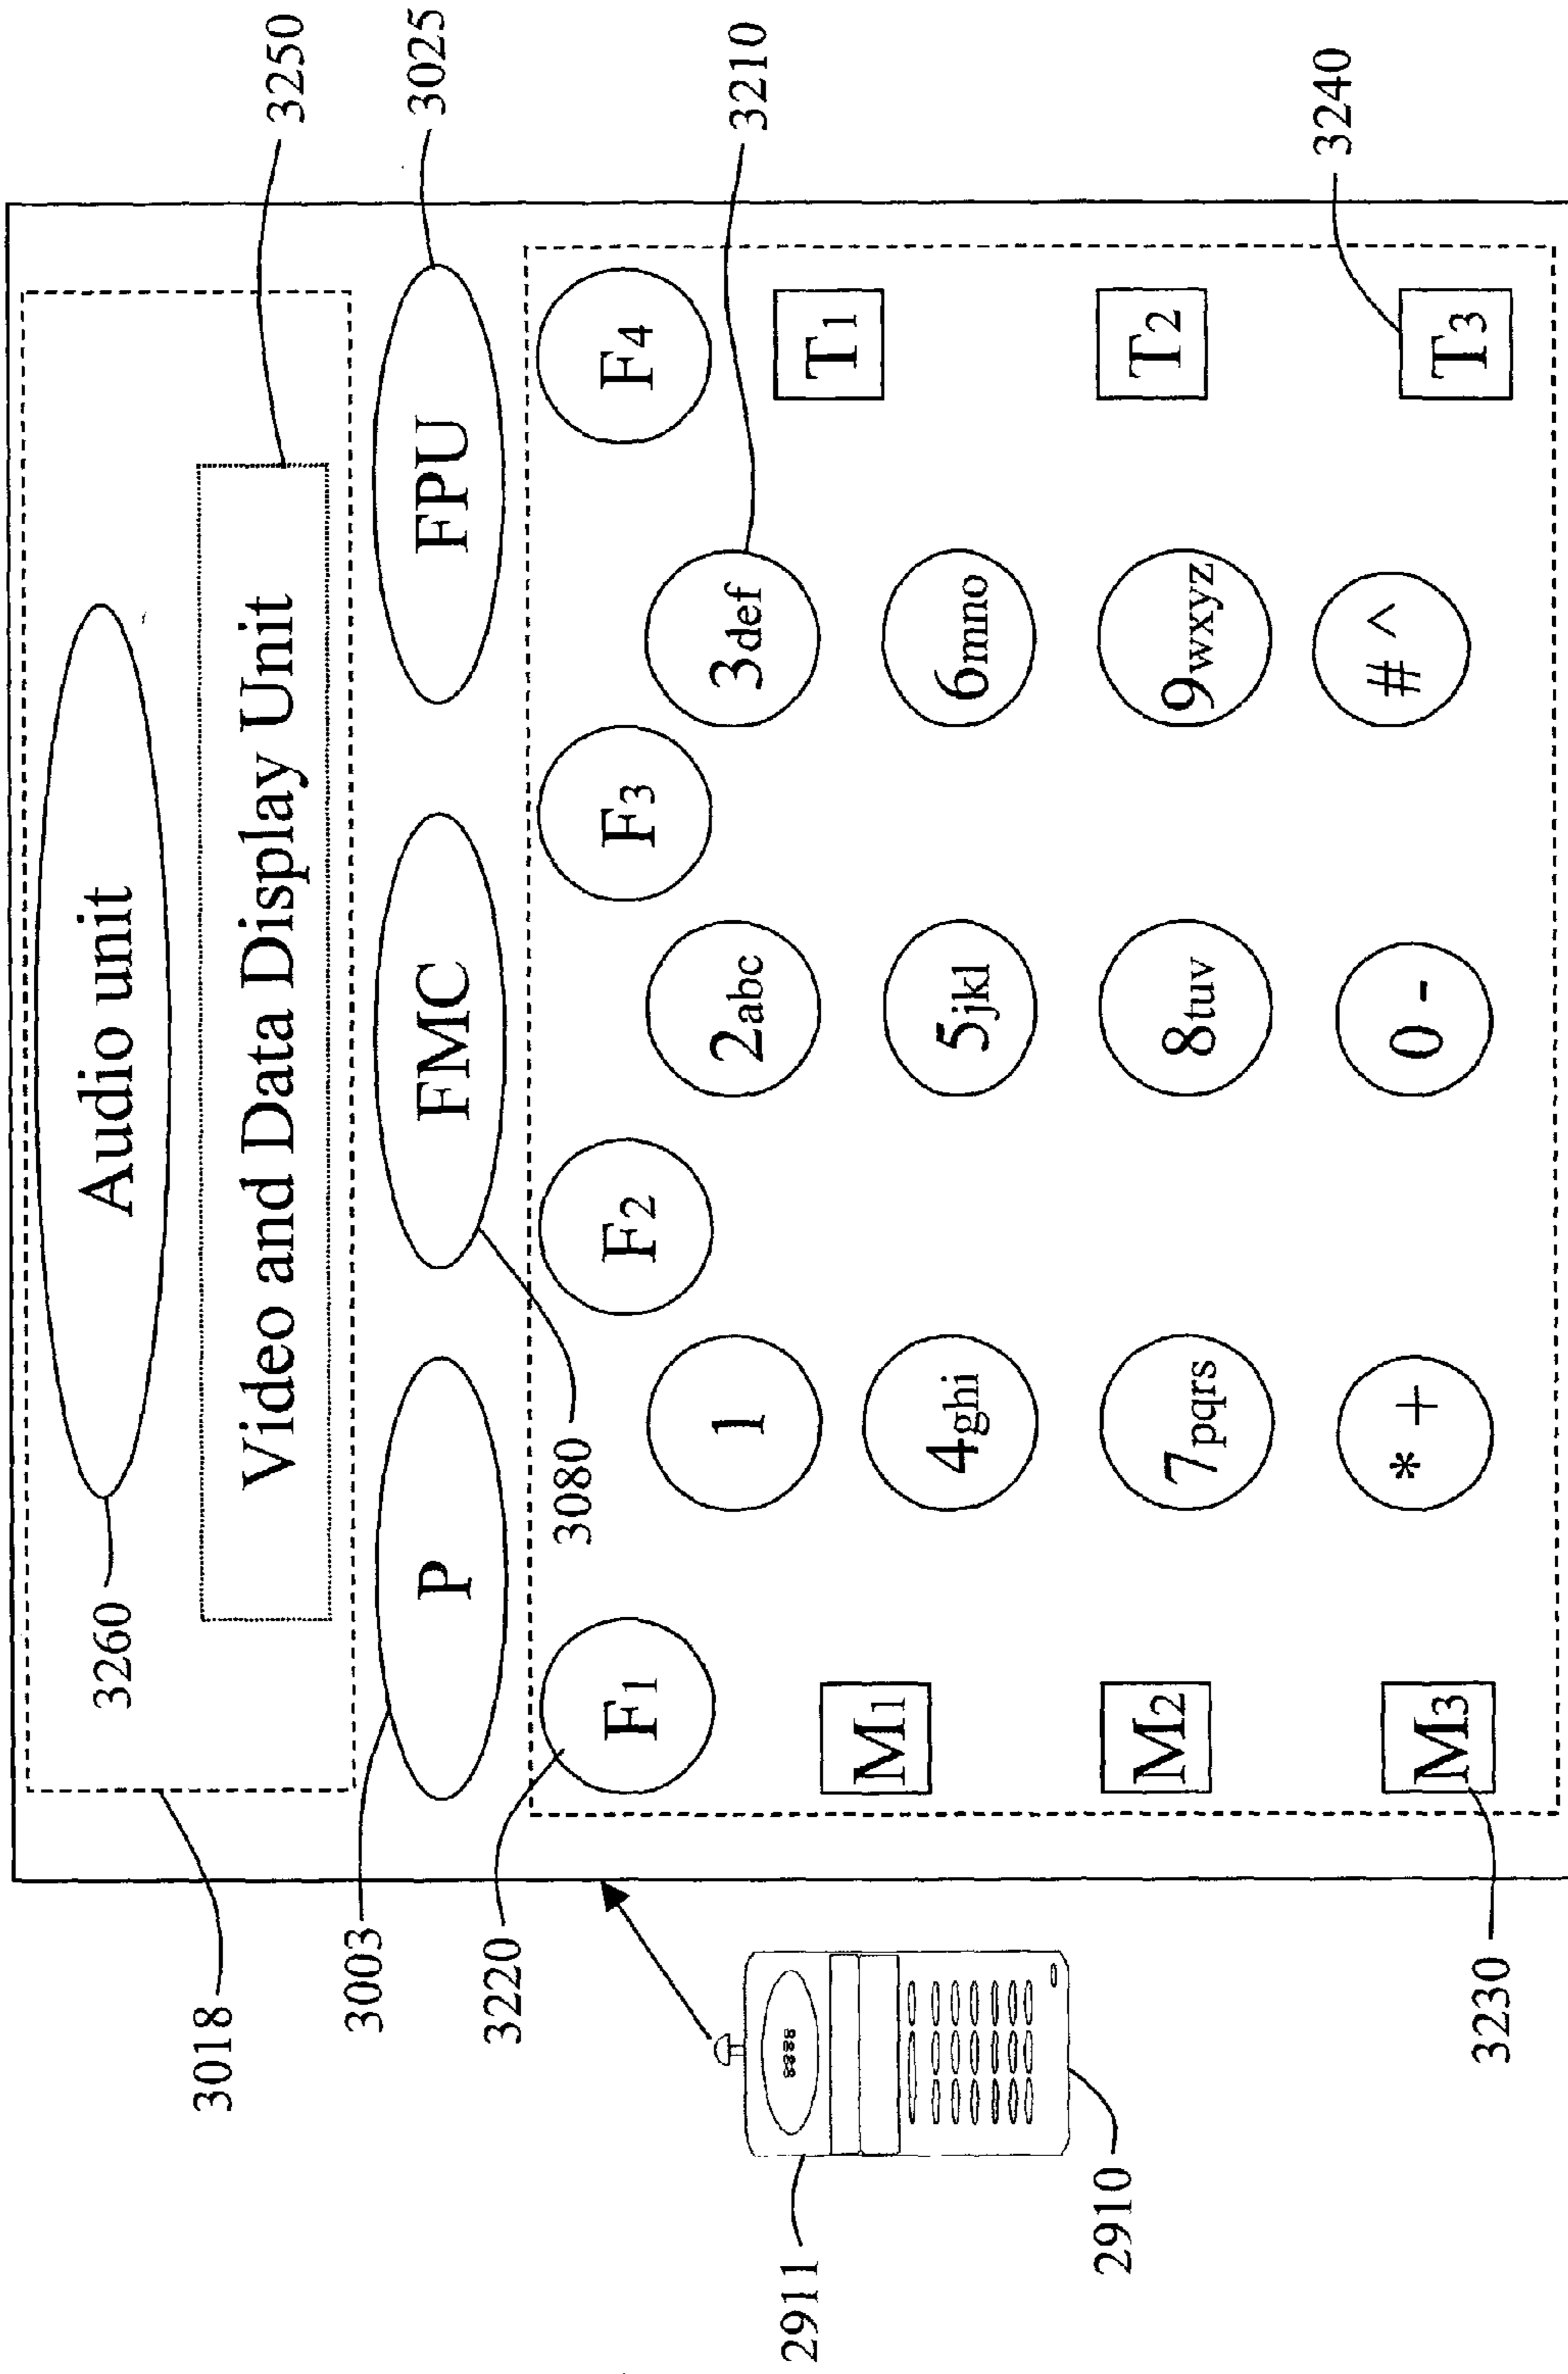 3260
Audio unit
3250
Video and Data Display Unit
3018
3003
P
FMC
FPU
3025
3080
3220
F1
F2
F3
F4
3210
1
2abc
3def
M1
T1
4ghi
5jkl
6mno
M2
T2
7pqrs
8tuv
9wxyz
3240
* +
0 -
# ^
M3
T3
3230
2911
8888
2910